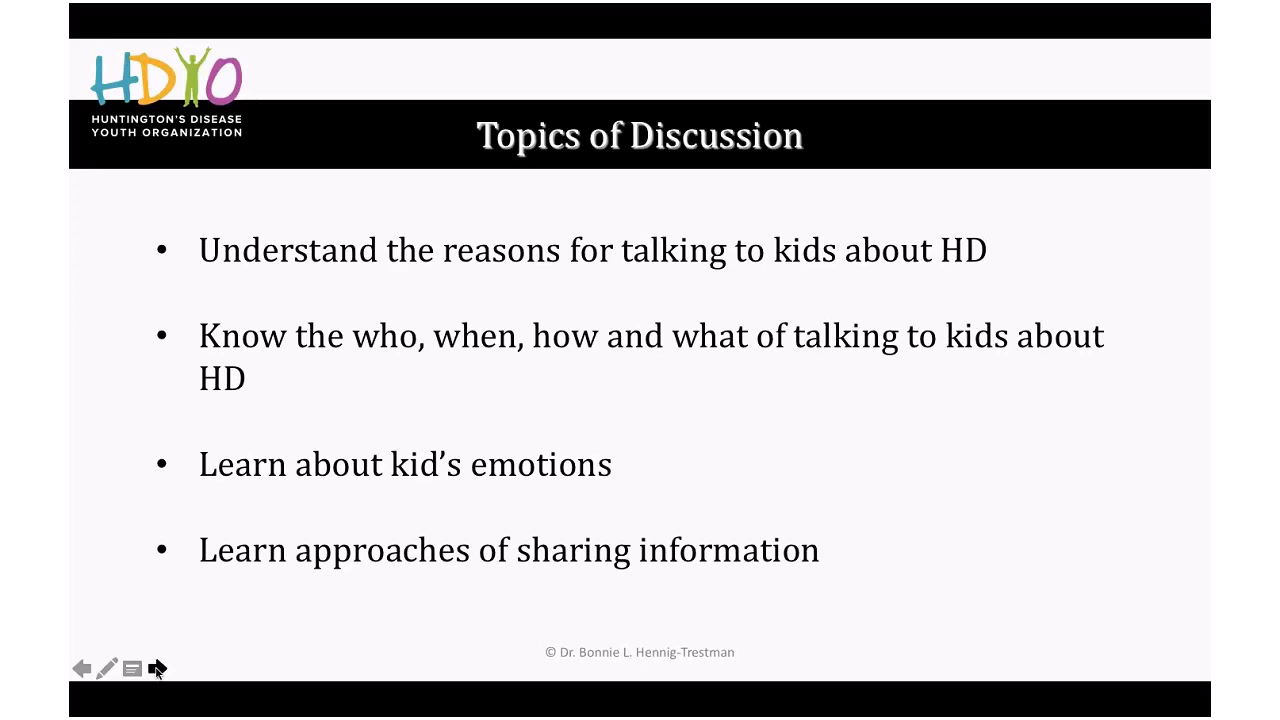 HDYO
HUNTINGTON'S DISEASE
YOUTH ORGANIZATION
Topics of Discussion
• Understand the reasons for talking to kids about HD
• Know the who, when, how and what of talking to kids about
HD
• Learn about kid’s emotions
• Learn approaches of sharing information
© Dr. Bonnie L. Hennig-Trestman